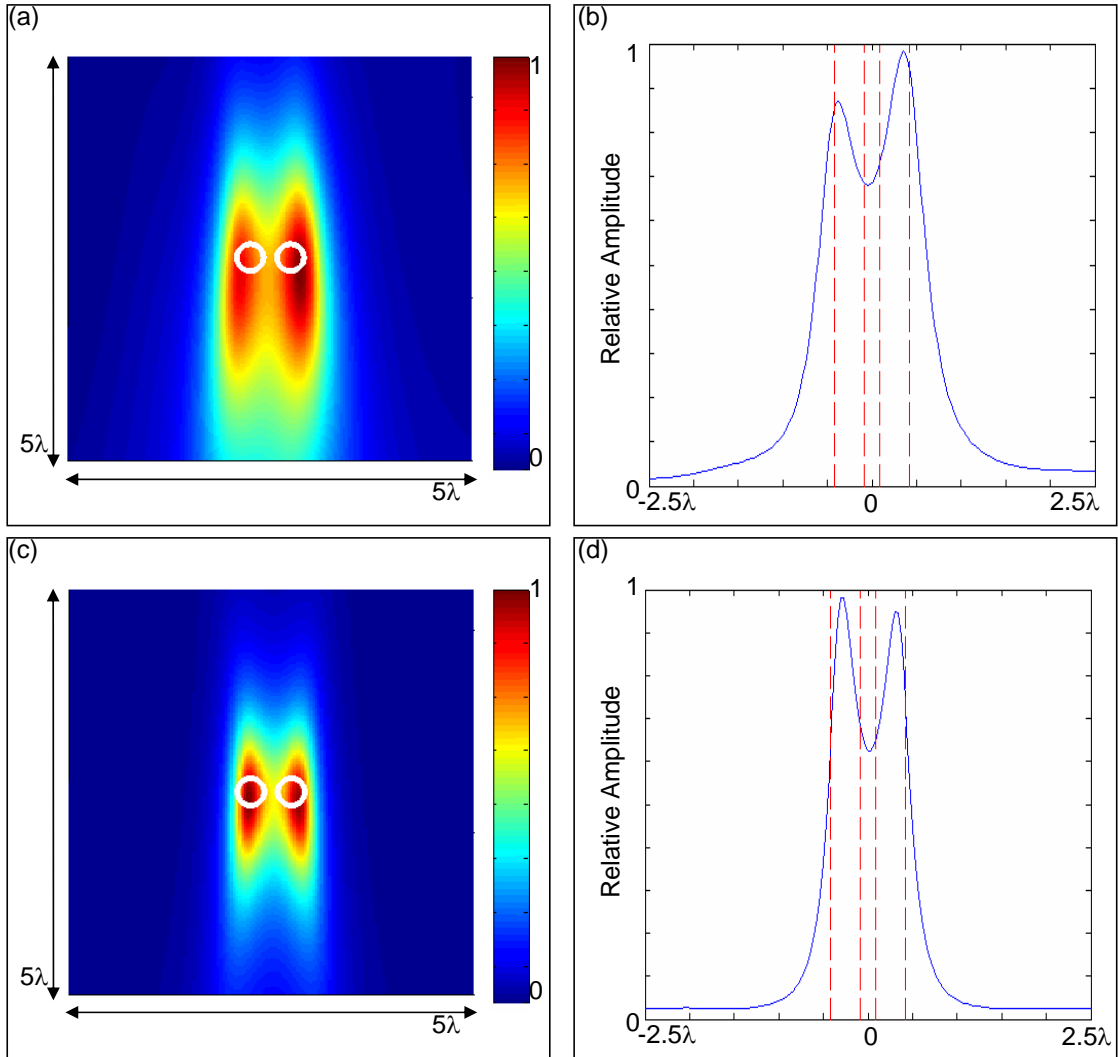 (a)
1
0
5λ
5λ
(b)
1
Relative Amplitude
0
-2.5λ
0
2.5λ
(c)
1
0
5λ
5λ
(d)
1
Relative Amplitude
0
-2.5λ
0
2.5λ